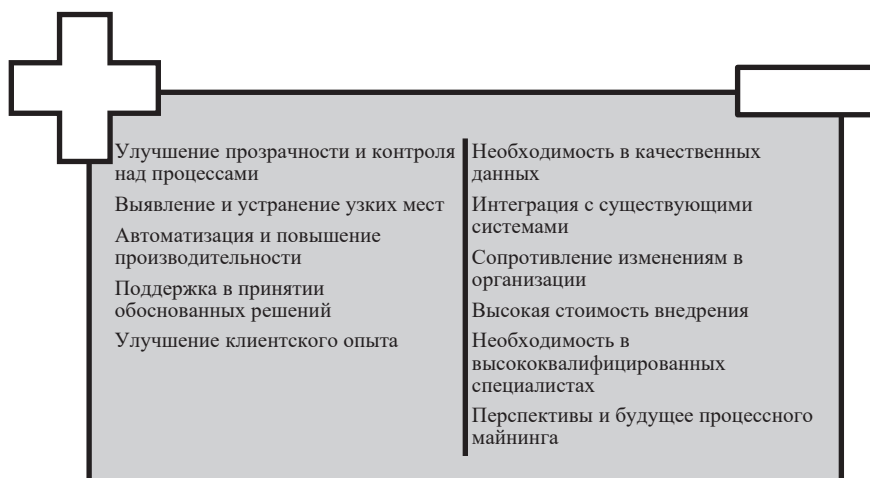 Улучшение прозрачности и контроля
над процессами
Выявление и устранение узких мест
Автоматизация и повышение
производительности
Поддержка в принятии
обоснованных решений
Улучшение клиентского опыта
Необходимость в качественных
данных
Интеграция с существующими
системами
Сопротивление изменениям в
организации
Высокая стоимость внедрения
Необходимость в
высококвалифицированных
специалистах
Перспективы и будущее процессного
майнинга